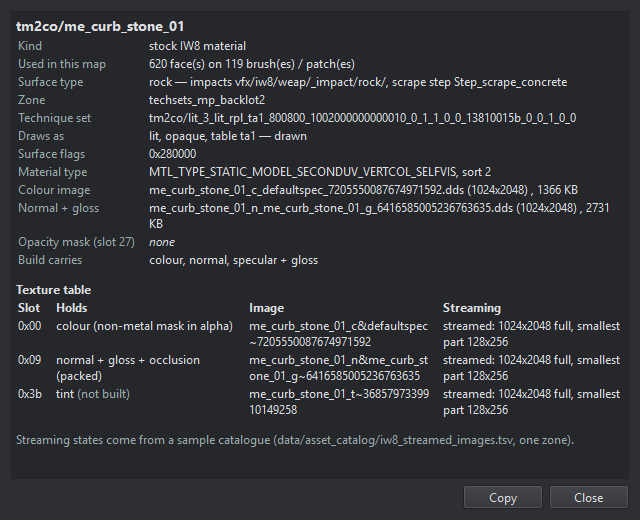 tm2co/me_curb_stone_01
Kind stock IW8 material
Used in this map 620 face(s) on 119 brush(es) / patch(es)
Surface type rock — impacts vfx/iw8/weap/_impact/rock/, scrape step Step_scrape_concrete
Zone techsets_mp_backlot2
Technique set tm2co/lit_3_lit_rpl_ta1_800800_1002000000000010_0_1_1_0_0_13810015b_0_0_1_0_0
Draws as lit, opaque, table ta1 — drawn
Surface flags 0x280000
Material type MTL_TYPE_STATIC_MODEL_SECONDUV_VERTCOL_SELFVIS, sort 2
Colour image me_curb_stone_01_c_defaultspec_7205550087674971592.dds (1024x2048) , 1366 KB
Normal + gloss me_curb_stone_01_n_me_curb_stone_01_g_6416585005236763635.dds (1024x2048) , 2731
KB
Opacity mask (slot 27) none
Build carries colour, normal, specular + gloss
Texture table
Slot Holds Image Streaming
0x00 colour (non-metal mask in alpha) me_curb_stone_01_c&defaultspec streamed: 1024x2048 full, smallest
~7205550087674971592 part 128x256
0x09 normal + gloss + occlusion me_curb_stone_01_n&me_curb_st streamed: 1024x2048 full, smallest
(packed) one_01_g~6416585005236763635 part 128x256
0x3b tint (not built) me_curb_stone_01_t~36857973399 streamed: 1024x2048 full, smallest
10149258 part 128x256
Streaming states come from a sample catalogue (data/asset_catalog/iw8_streamed_images.tsv, one zone).
Copy Close